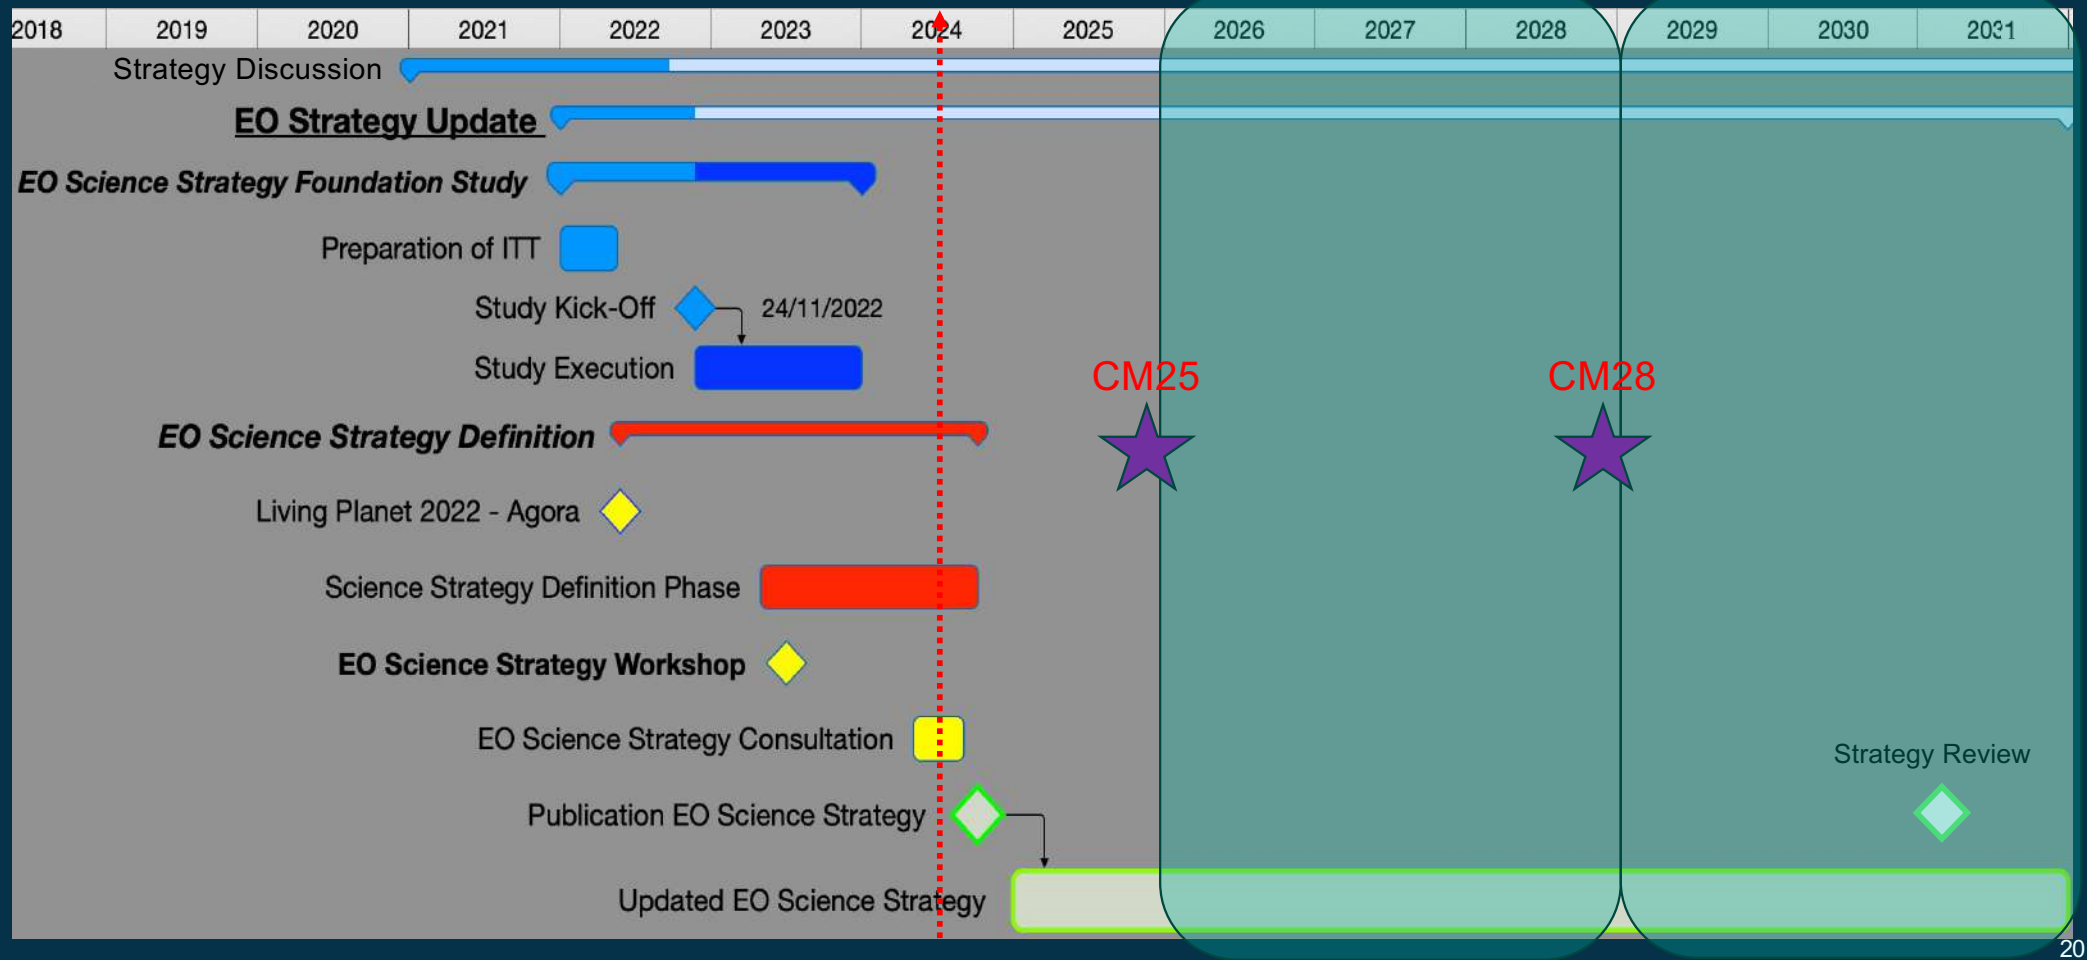 2018 2019 2020 2021 2022 2023 2024 2025 2026 2027 2028 2029 2030 2031
Strategy Discussion
EO Strategy Update
EO Science Strategy Foundation Study
Preparation of ITT
Study Kick-Off 24/11/2022
Study Execution
CM25 CM28
EO Science Strategy Definition
Living Planet 2022 - Agora
Science Strategy Definition Phase
EO Science Strategy Workshop
EO Science Strategy Consultation
Strategy Review
Publication EO Science Strategy
Updated EO Science Strategy
20